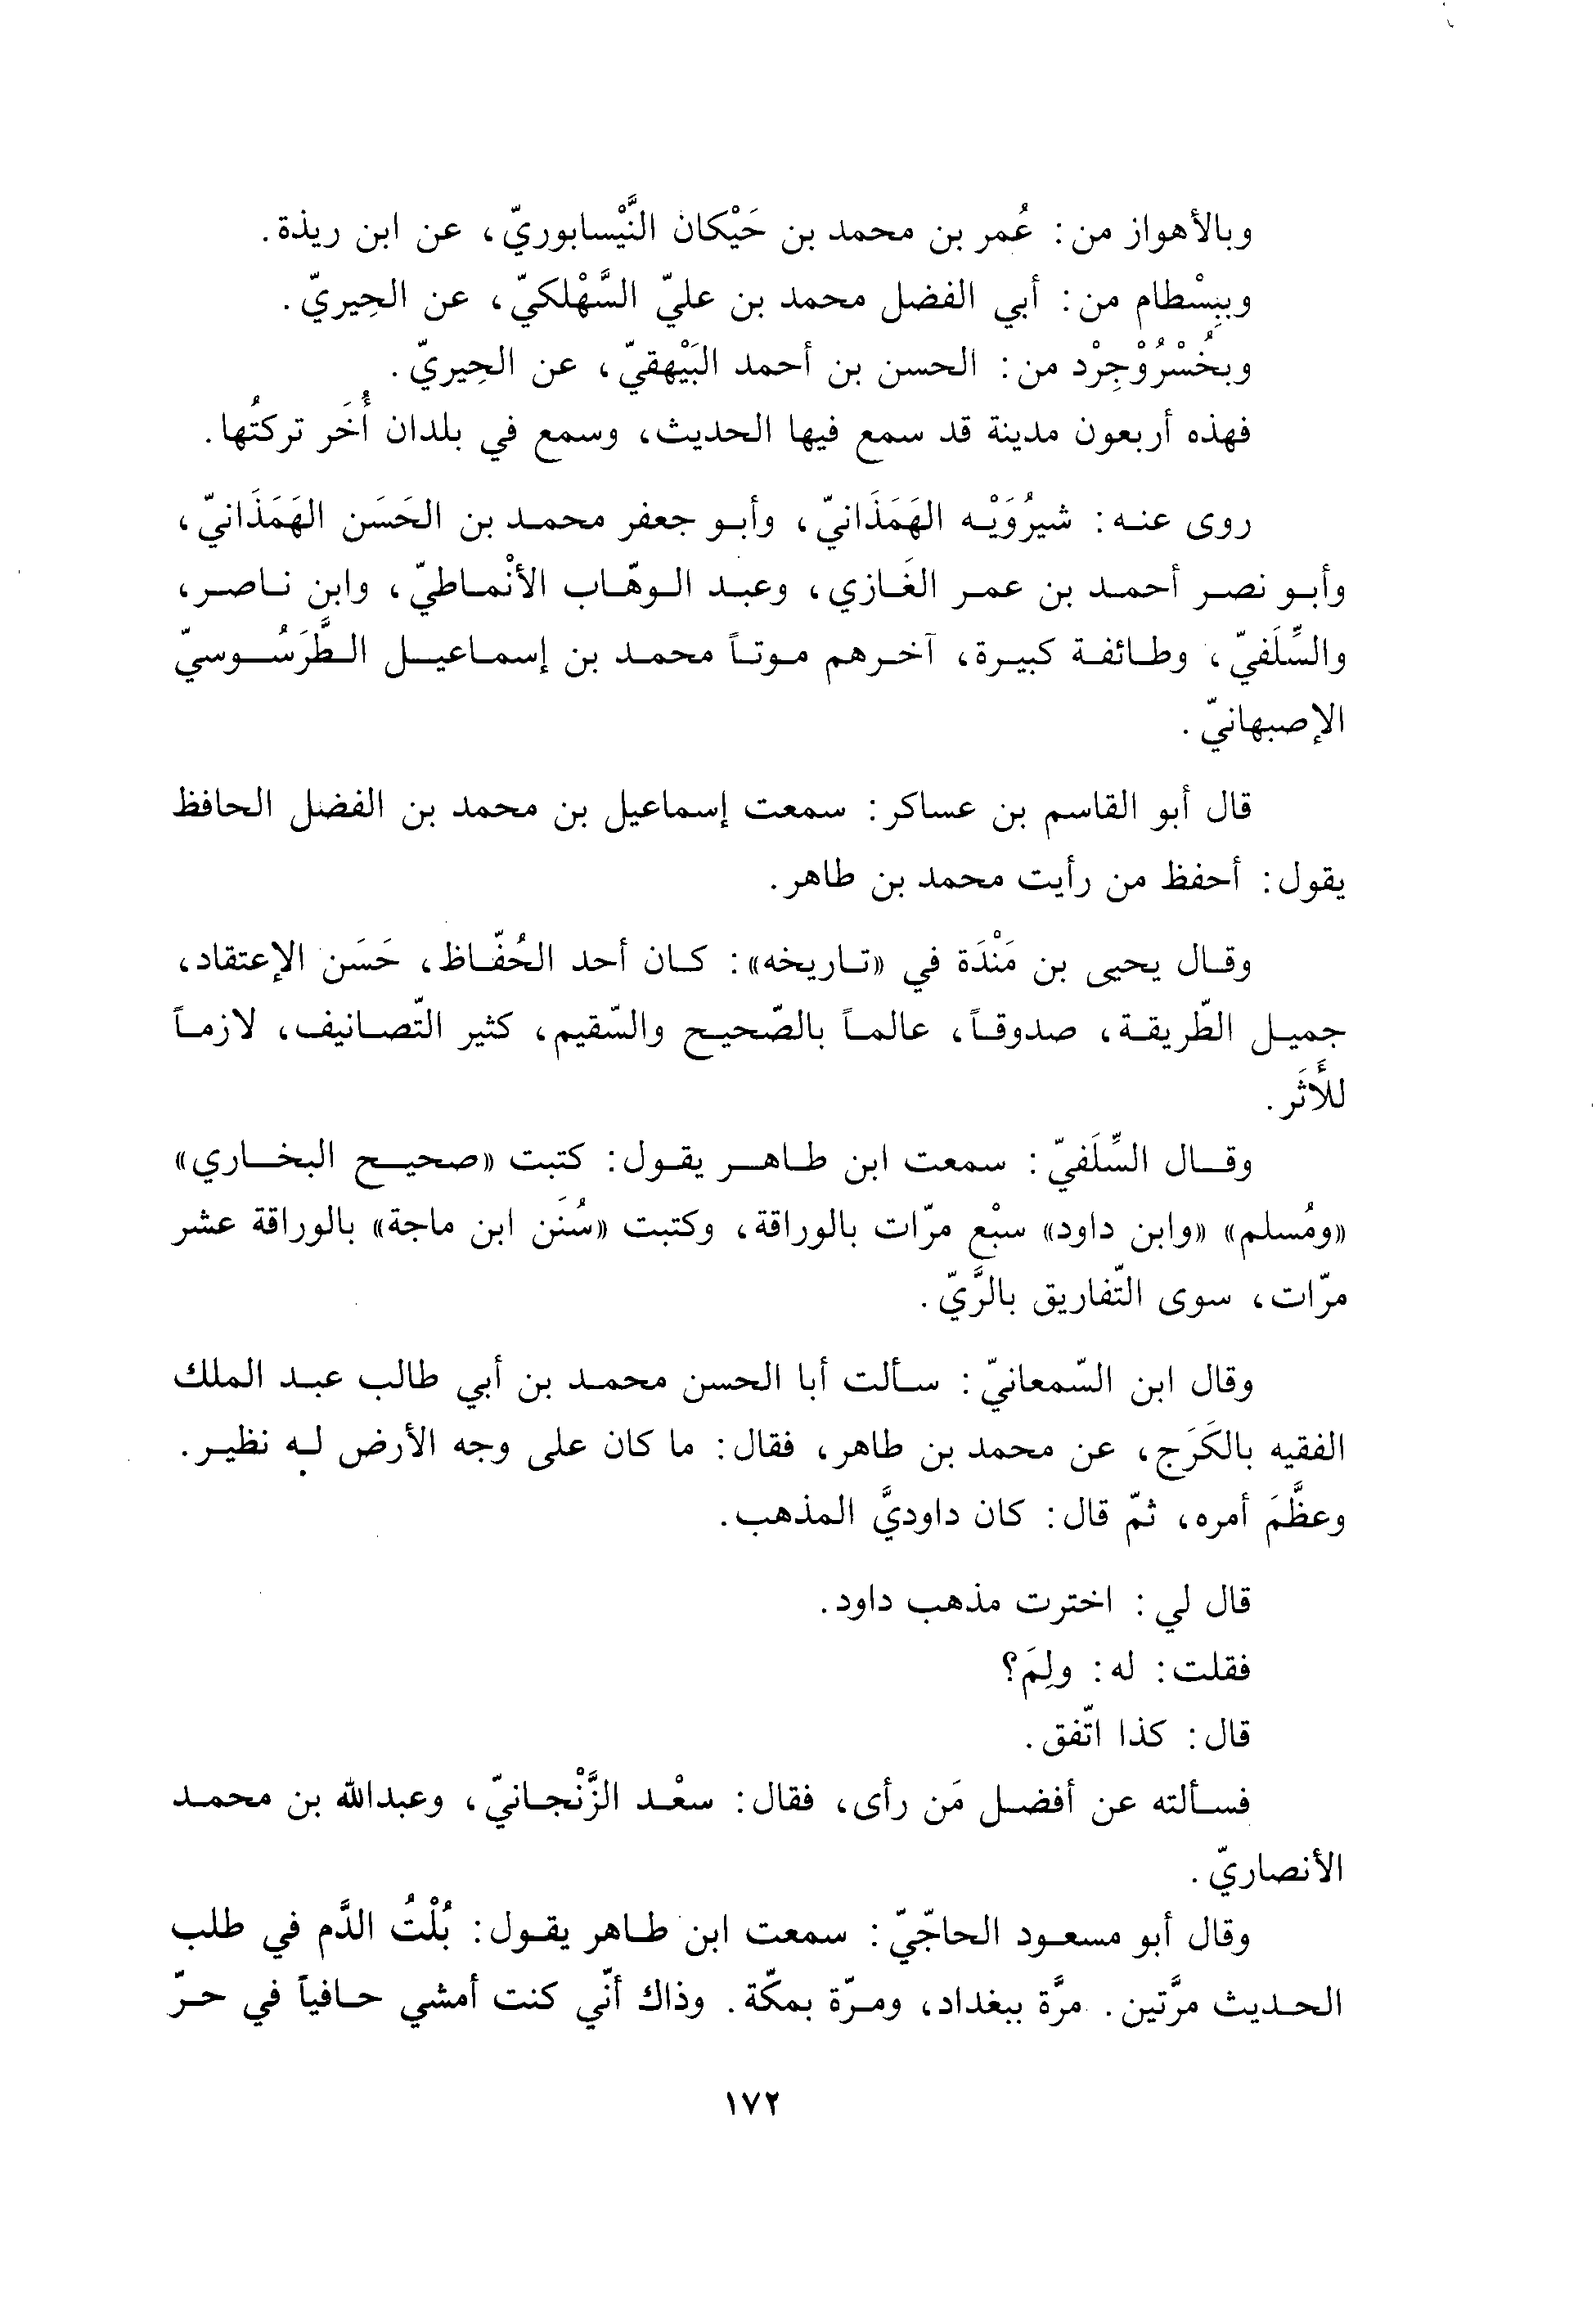 وبالأهواز من: عُمر بن محمد بن حَيْكان النَّيْسابوريّ، عن ابن ريذة.
وببِسْطام من: أبي الفضل محمد بن عليّ السَّهْلكيّ، عن الحِيريّ.
وبخُسْرُوْجِرْد من: الحسن بن أحمد البَيْهقيّ، عن الحِيريّ.
فهذه أربعون مدينة قد سمع فيها الحديث، وسمع في بلدان أُخَر تركتُها.
روى عنه: شيرُوَيْه الهَمَذَانيّ، وأبو جعفر محمد بن الحَسَن الهَمَذَانيّ،
وأبو نصر أحمد بن عمر الغَازي، وعبد الوهّاب الأنْماطيّ، وابن ناصر،
والسِّلَفيّ، وطائفة كبيرة، آخرهم موتاً محمد بن إسماعيل الطَّرَسُوسيّ
الإصبهانيّ.
قال أبو القاسم بن عساكر: سمعت إسماعيل بن محمد بن الفضل الحافظ
يقول: أحفظ من رأيت محمد بن طاهر.
وقال يحيى بن مَنْدَة في «تاريخه»: كان أحد الحُفّاظ، حَسَن الإعتقاد،
جميل الطّريقة، صدوقاً، عالماً بالصّحيح والسّقيم، كثير التّصانيف، لازماً
للأَثَر.
وقال السِّلَفيّ: سمعت ابن طاهر يقول: كتبت «صحيح البخاري»
«ومُسلم» «وابن داود» سبْع مرّات بالوراقة، وكتبت «سُنَن ابن ماجة» بالوراقة عشر
مرّات، سوى التّفاريق بالرَّيّ.
وقال ابن السّمعانيّ: سألت أبا الحسن محمد بن أبي طالب عبد الملك
الفقيه بالكَرَج، عن محمد بن طاهر، فقال: ما كان على وجه الأرض له نظير.
وعظَّمَ أمره، ثمّ قال: كان داوديَّ المذهب.
قال لي: اخترت مذهب داود.
فقلت: له: ولِمَ؟
قال: كذا اتّفق.
فسألته عن أفضل مَن رأى، فقال: سعْد الزَّنْجانيّ، وعبدالله بن محمد
الأنصاريّ.
وقال أبو مسعود الحاجّيّ: سمعت ابن طاهر يقول: بُلْتُ الدَّم في طلب
الحديث مرَّتين. مرَّة ببغداد، ومرّة بمكّة. وذاك أنّي كنت أمشي حافياً في حرّ
١٧٢